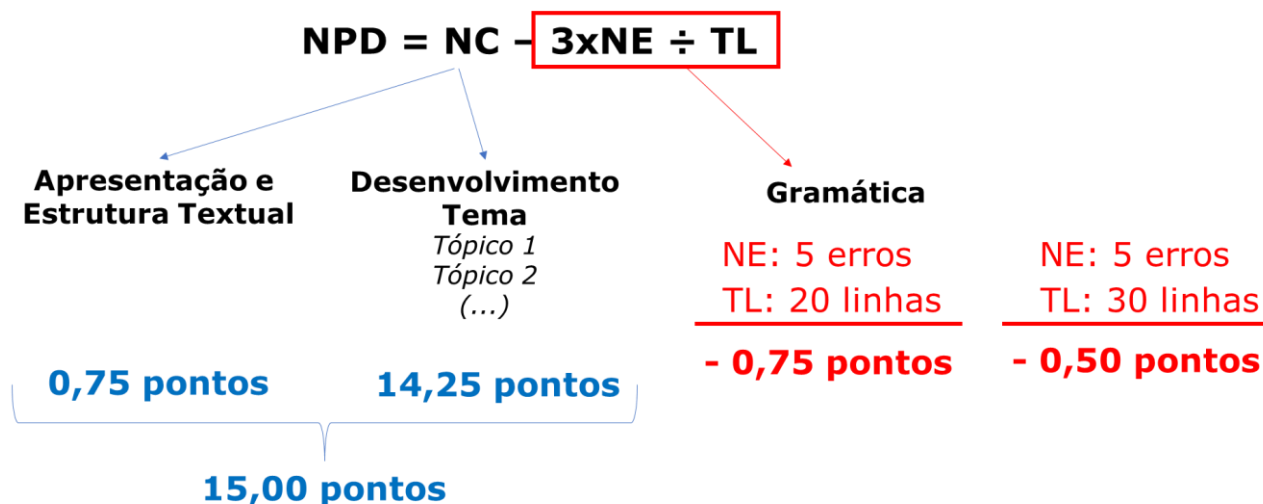 NPD = NC – 3xNE ÷ TL
Apresentação e
Estrutura Textual
0,75 pontos
Desenvolvimento
Tema
Tópico 1
Tópico 2
(...)
14,25 pontos
15,00 pontos
Gramática
NE: 5 erros
TL: 20 linhas
- 0,75 pontos
NE: 5 erros
TL: 30 linhas
- 0,50 pontos